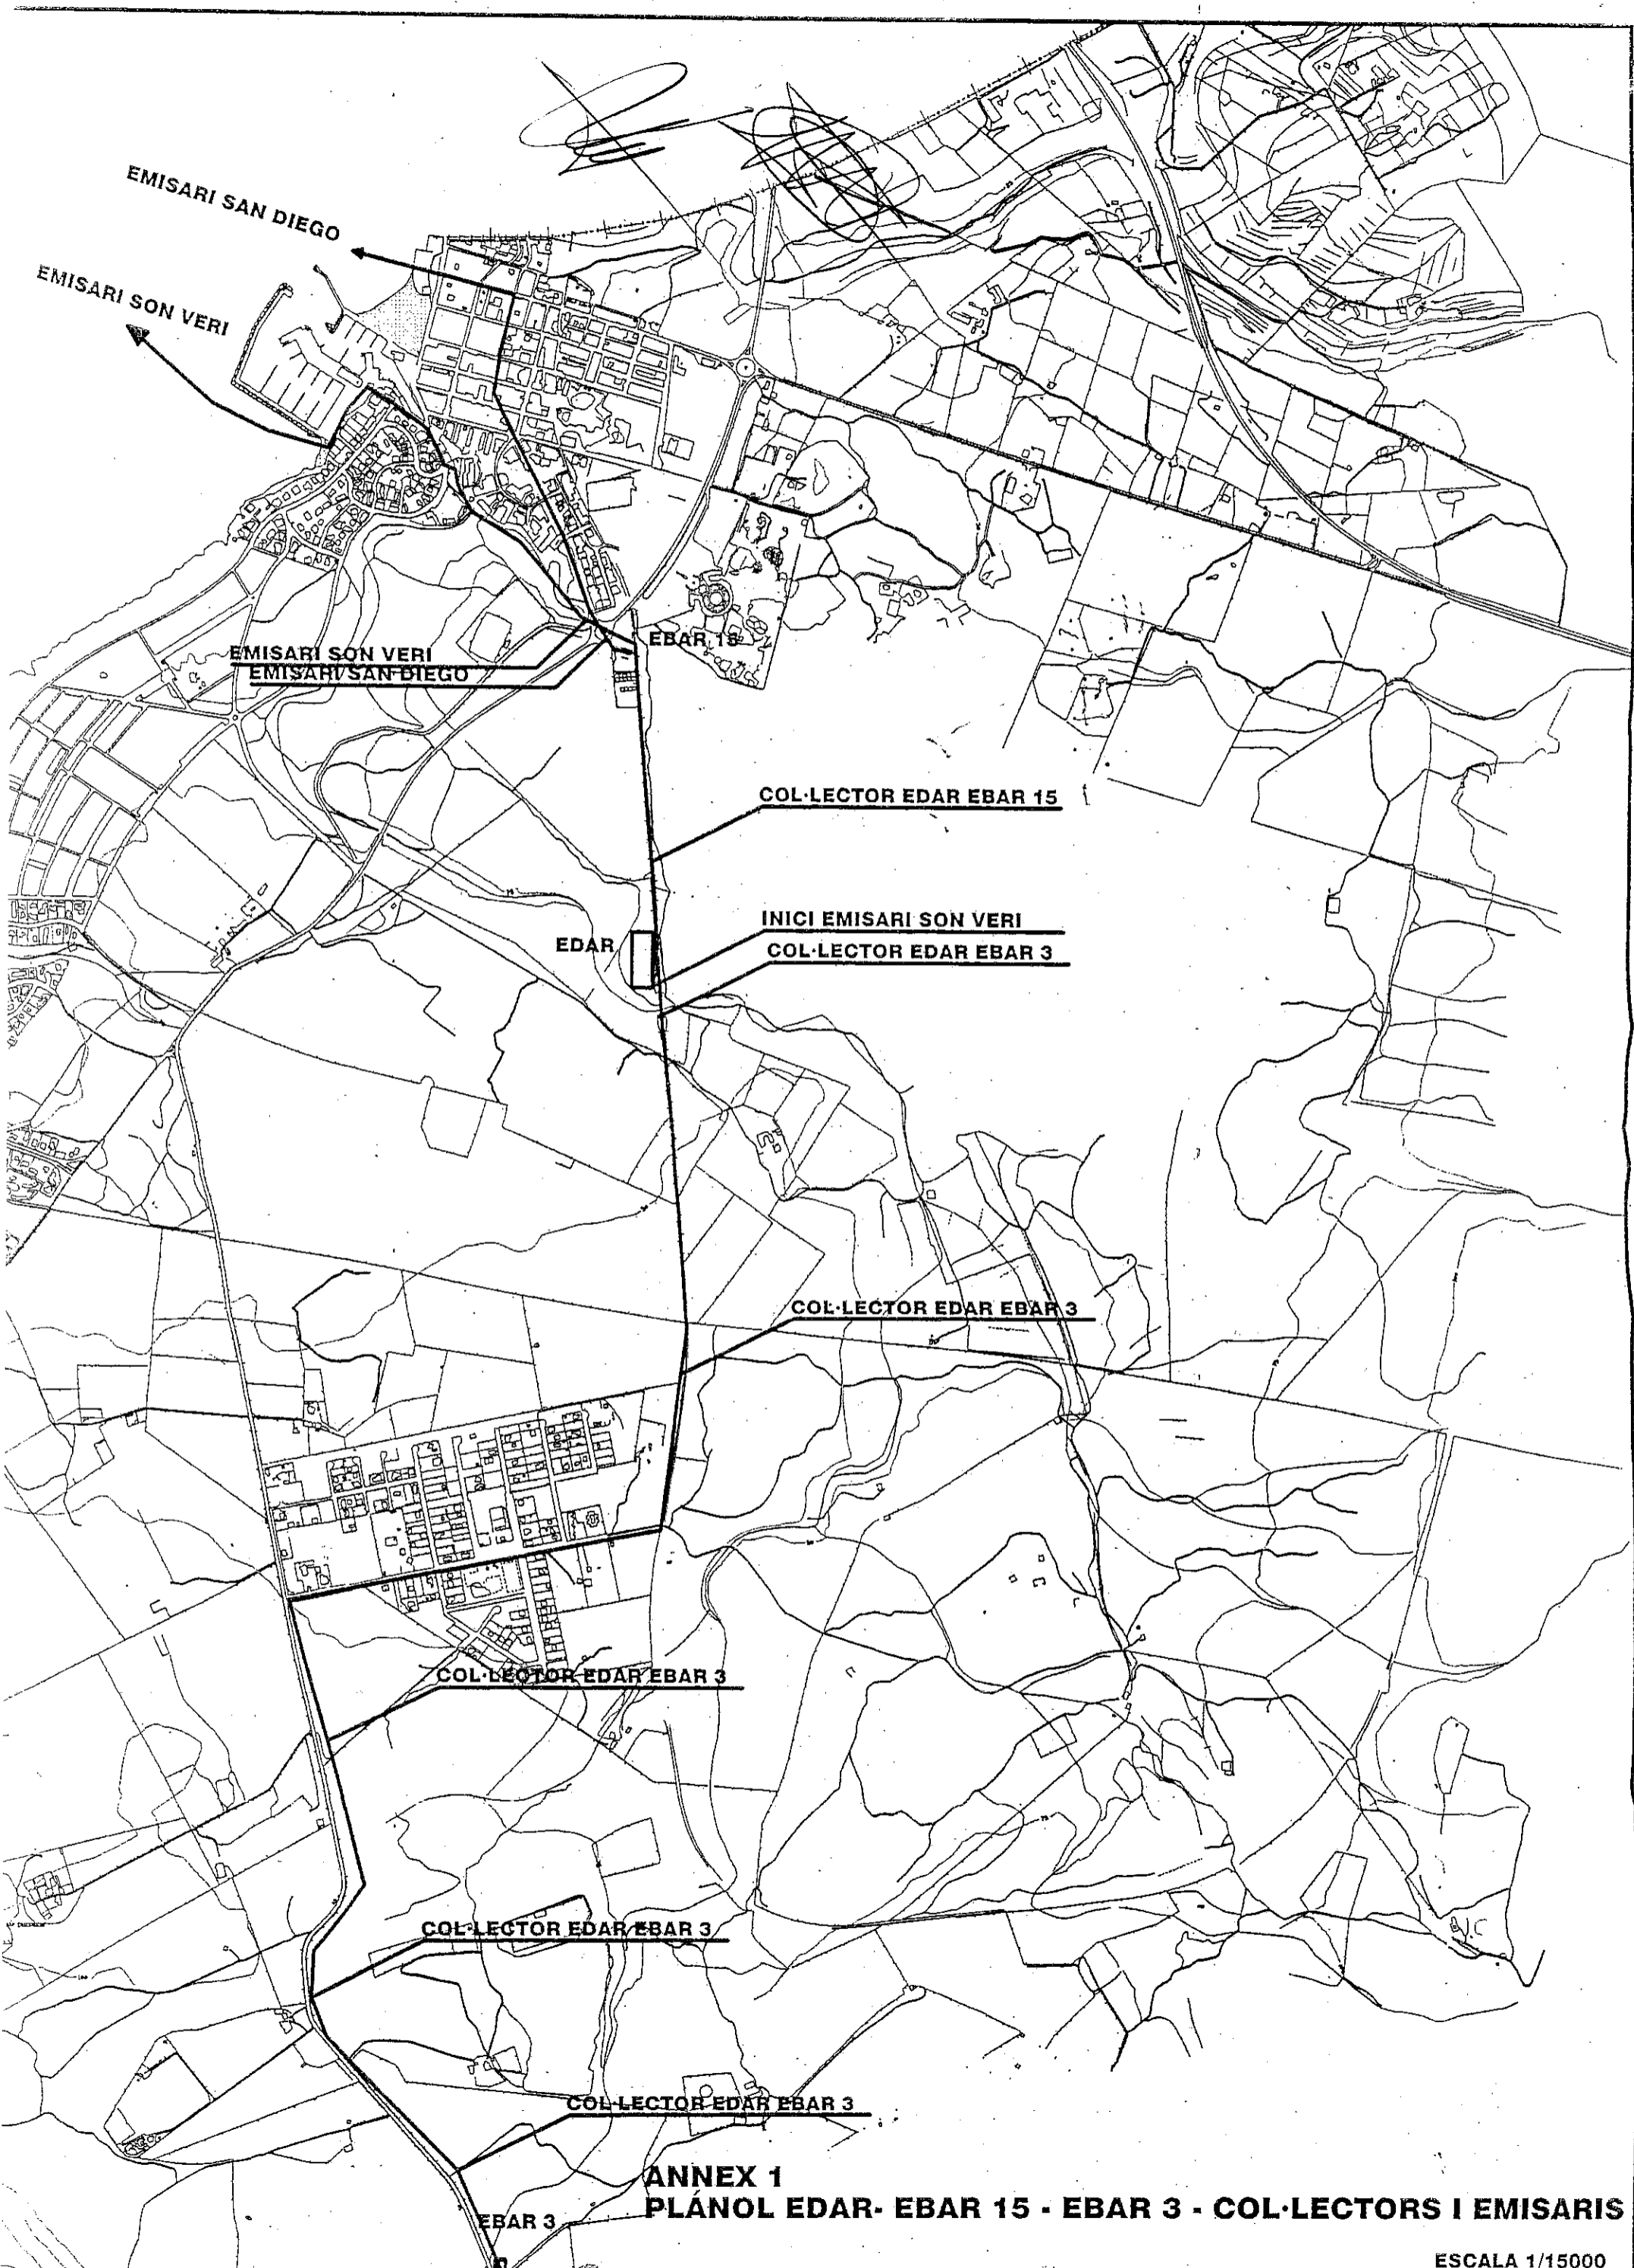 EMISARI SAN DIEGO
EMISARI SON VERI
EBAR 15
EMISARI SON VERI
EMISARI SAN DIEGO
COL·LECTOR EDAR EBAR 15
INICI EMISARI SON VERI
EDAR
COL·LECTOR EDAR EBAR 3
COL·LECTOR EDAR EBAR 3
COL·LECTOR EDAR EBAR 3
COL·LECTOR EDAR EBAR 3
COL·LECTOR EDAR EBAR 3
ANNEX 1
PLÁNOL EDAR- EBAR 15 - EBAR 3 - COL·LECTORS I EMISARIS
EBAR 3
ESCALA 1/15000